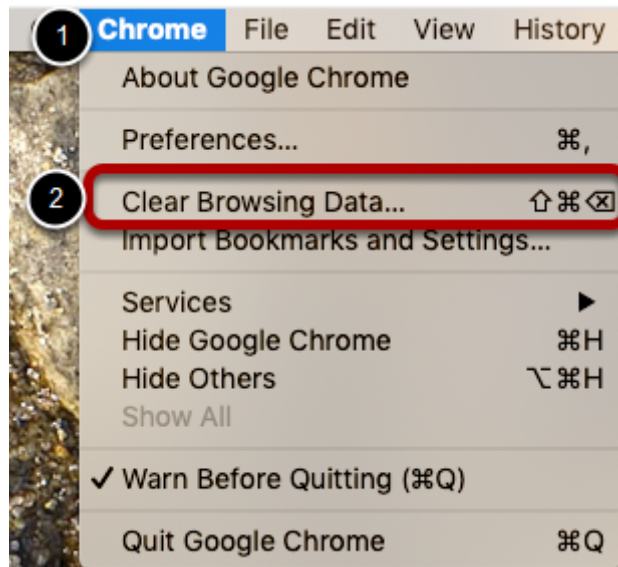 1 Chrome File Edit View History
About Google Chrome
Preferences... ⌘,
2 Clear Browsing Data... ⇧⌘⌫
Import Bookmarks and Settings...
Services ▶
Hide Google Chrome ⌘H
Hide Others ⌥⌘H
Show All
✓ Warn Before Quitting (⌘Q)
Quit Google Chrome ⌘Q